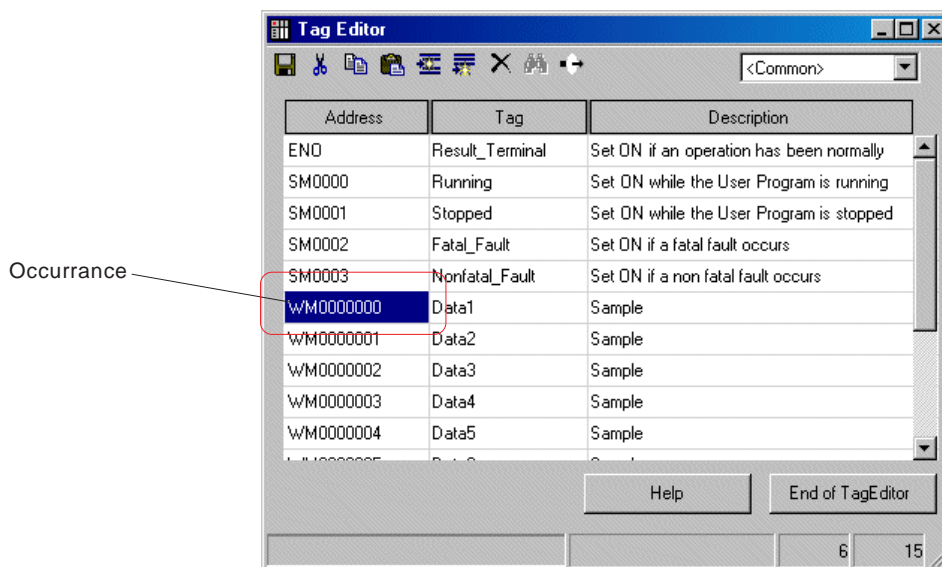 Tag Editor
<Common>
Address Tag Description
ENO Result_Terminal Set ON if an operation has been normally
SM0000 Running Set ON while the User Program is running
SM0001 Stopped Set ON while the User Program is stopped
SM0002 Fatal_Fault Set ON if a fatal fault occurs
SM0003 Nonfatal_Fault Set ON if a non fatal fault occurs
Occurrance
WM0000000 Data1 Sample
WM0000001 Data2 Sample
WM0000002 Data3 Sample
WM0000003 Data4 Sample
WM0000004 Data5 Sample
Help End of TagEditor
6 15